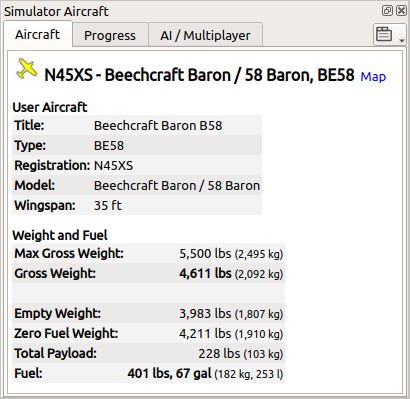 Simulator Aircraft
Aircraft Progress AI / Multiplayer
N45XS - Beechcraft Baron / 58 Baron, BE58 Map
User Aircraft
Title: Beechcraft Baron B58
Type: BE58
Registration: N45XS
Model: Beechcraft Baron / 58 Baron
Wingspan: 35 ft
Weight and Fuel
Max Gross Weight: 5,500 lbs (2,495 kg)
Gross Weight: 4,611 lbs (2,092 kg)
Empty Weight: 3,983 lbs (1,807 kg)
Zero Fuel Weight: 4,211 lbs (1,910 kg)
Total Payload: 228 lbs (103 kg)
Fuel: 401 lbs, 67 gal (182 kg, 253 l)